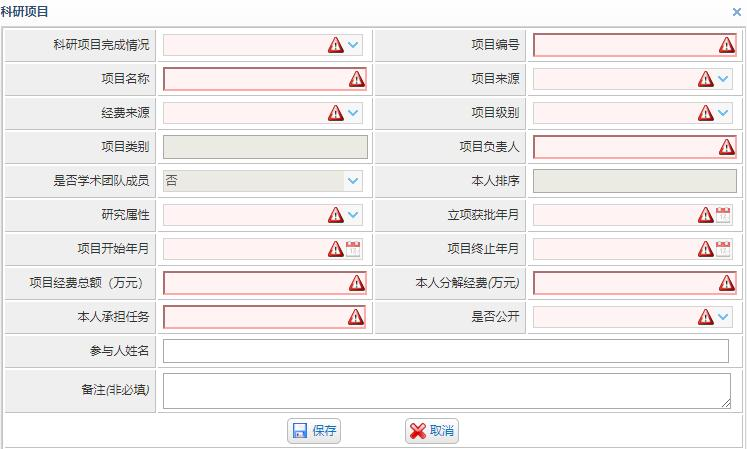 科研项目
科研项目完成情况 项目编号
项目名称 项目来源
经费来源 项目级别
项目类别 项目负责人
是否学术团队成员 否 本人排序
研究属性 立项获批年月
项目开始年月 项目终止年月
项目经费总额（万元） 本人分解经费(万元)
本人承担任务 是否公开
参与人姓名
备注(非必填)
保存 取消